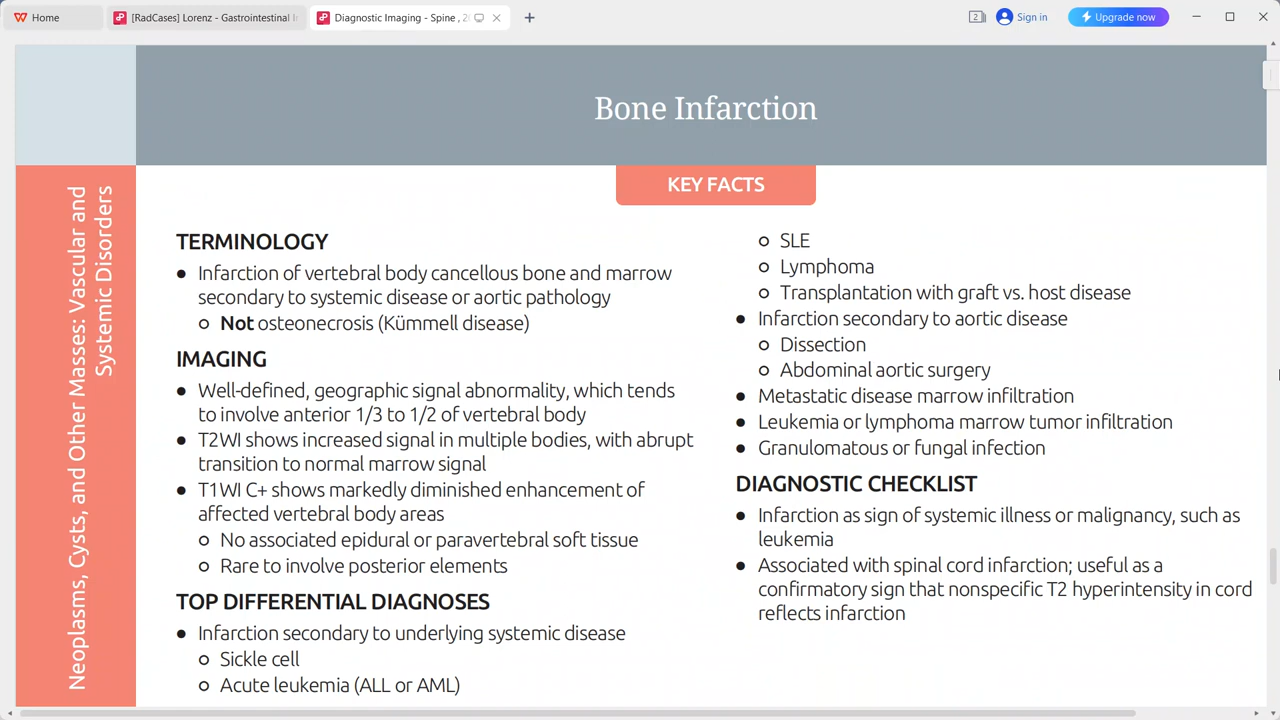 Home
[RadCases] Lorenz - Gastrointestinal I
Diagnostic Imaging - Spine , 2
2
Sign in
Upgrade now
Bone Infarction
KEY FACTS
Neoplasms, Cysts, and Other Masses: Vascular and
Systemic Disorders
TERMINOLOGY
● Infarction of vertebral body cancellous bone and marrow
secondary to systemic disease or aortic pathology
○ Not osteonecrosis (Kümmell disease)
IMAGING
● Well-defined, geographic signal abnormality, which tends
to involve anterior 1/3 to 1/2 of vertebral body
● T2WI shows increased signal in multiple bodies, with abrupt
transition to normal marrow signal
● T1WI C+ shows markedly diminished enhancement of
affected vertebral body areas
○ No associated epidural or paravertebral soft tissue
○ Rare to involve posterior elements
TOP DIFFERENTIAL DIAGNOSES
● Infarction secondary to underlying systemic disease
○ Sickle cell
○ Acute leukemia (ALL or AML)
○ SLE
○ Lymphoma
○ Transplantation with graft vs. host disease
● Infarction secondary to aortic disease
○ Dissection
○ Abdominal aortic surgery
● Metastatic disease marrow infiltration
● Leukemia or lymphoma marrow tumor infiltration
● Granulomatous or fungal infection
DIAGNOSTIC CHECKLIST
● Infarction as sign of systemic illness or malignancy, such as
leukemia
● Associated with spinal cord infarction; useful as a
confirmatory sign that nonspecific T2 hyperintensity in cord
reflects infarction